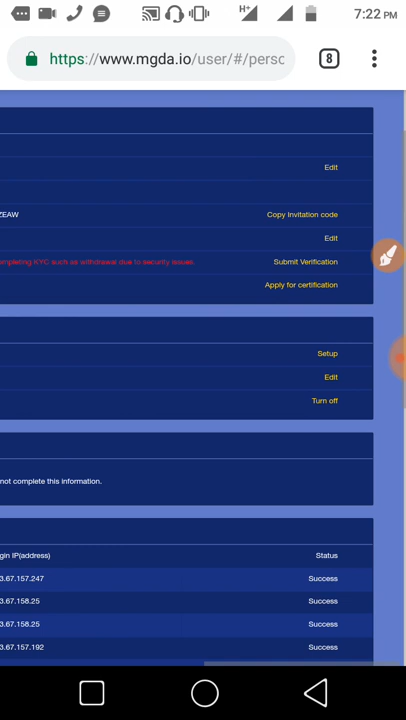 H+
7:22 PM
https://www.mgda.io/user/#/persc
8
Edit
ZEAW Copy Invitation code
Edit
ompleting KYC such as withdrawal due to security issues. Submit Verification
Apply for certification
Setup
Edit
Turn off
not complete this information.
gin IP(address) Status
3.67.157.247 Success
3.67.158.25 Success
3.67.158.25 Success
3.67.157.192 Success